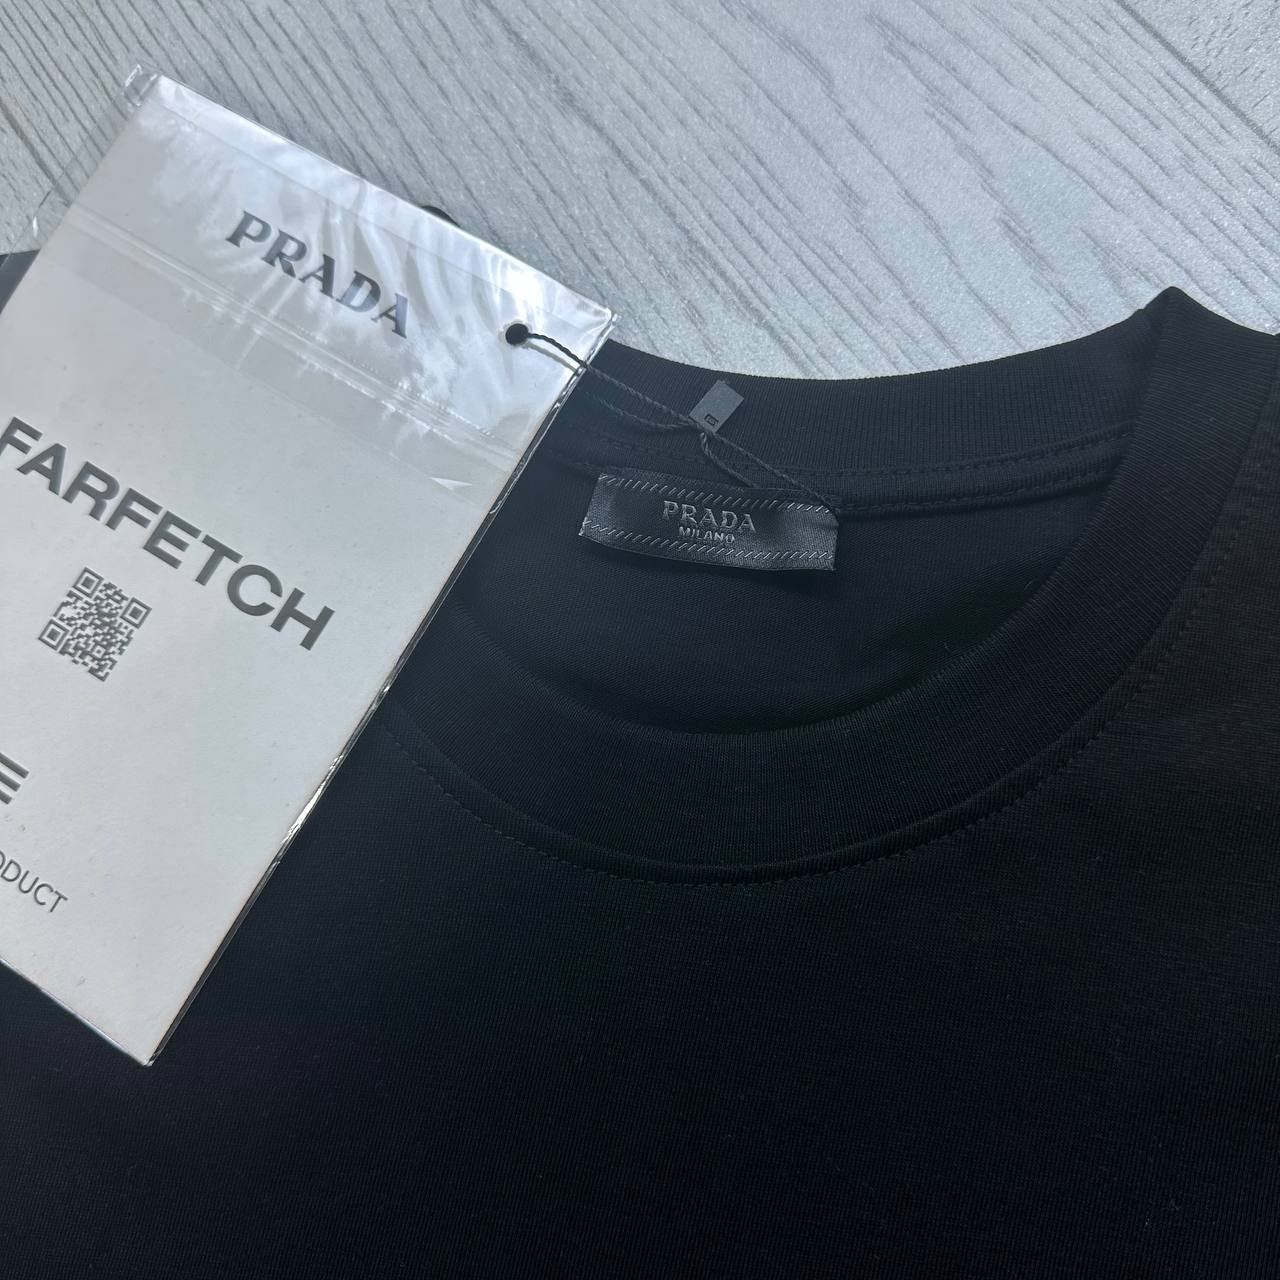 PRADA
FARFETCH
E
ODUCT
E
PRADA
MILANO